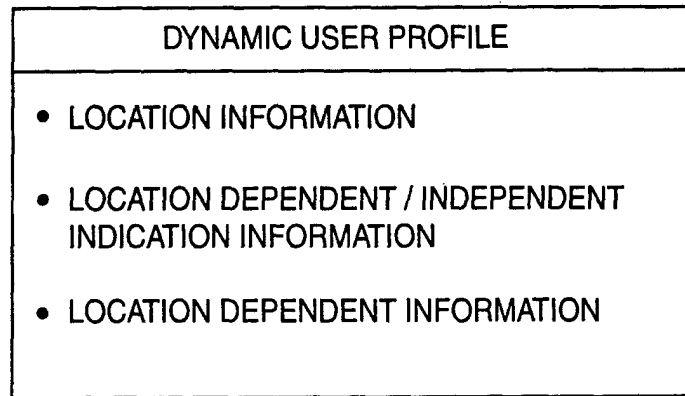 DYNAMIC USER PROFILE
• LOCATION INFORMATION
• LOCATION DEPENDENT / INDEPENDENT
INDICATION INFORMATION
• LOCATION DEPENDENT INFORMATION